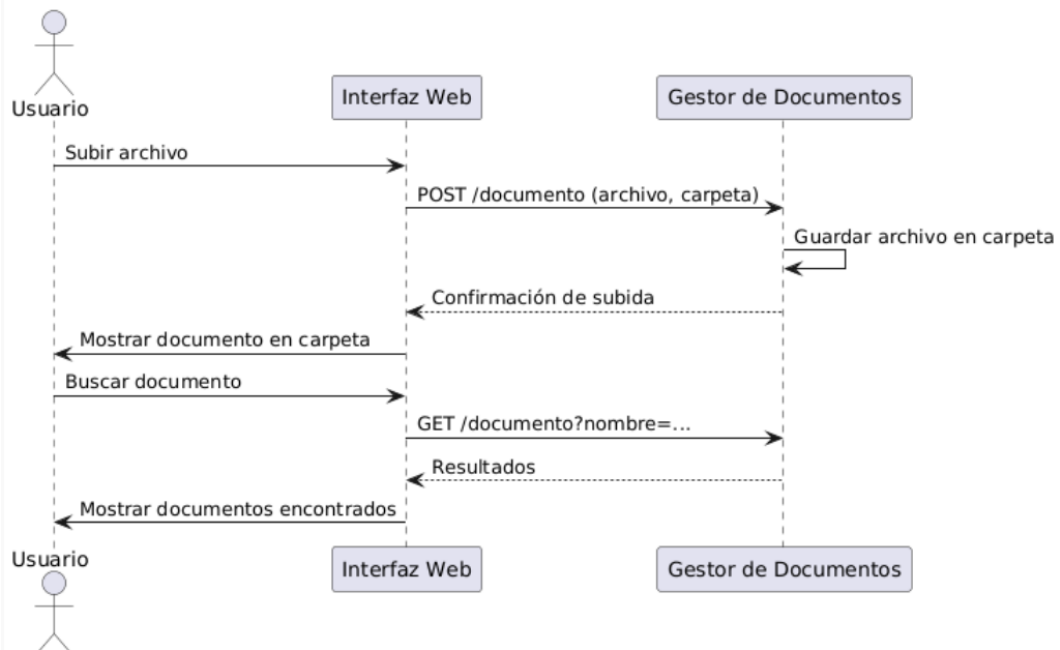 Usuario
Interfaz Web
Gestor de Documentos
Subir archivo
POST /documento (archivo, carpeta)
Guardar archivo en carpeta
Confirmación de subida
Mostrar documento en carpeta
Buscar documento
GET /documento?nombre=...
Resultados
Mostrar documentos encontrados
Usuario
Interfaz Web
Gestor de Documentos